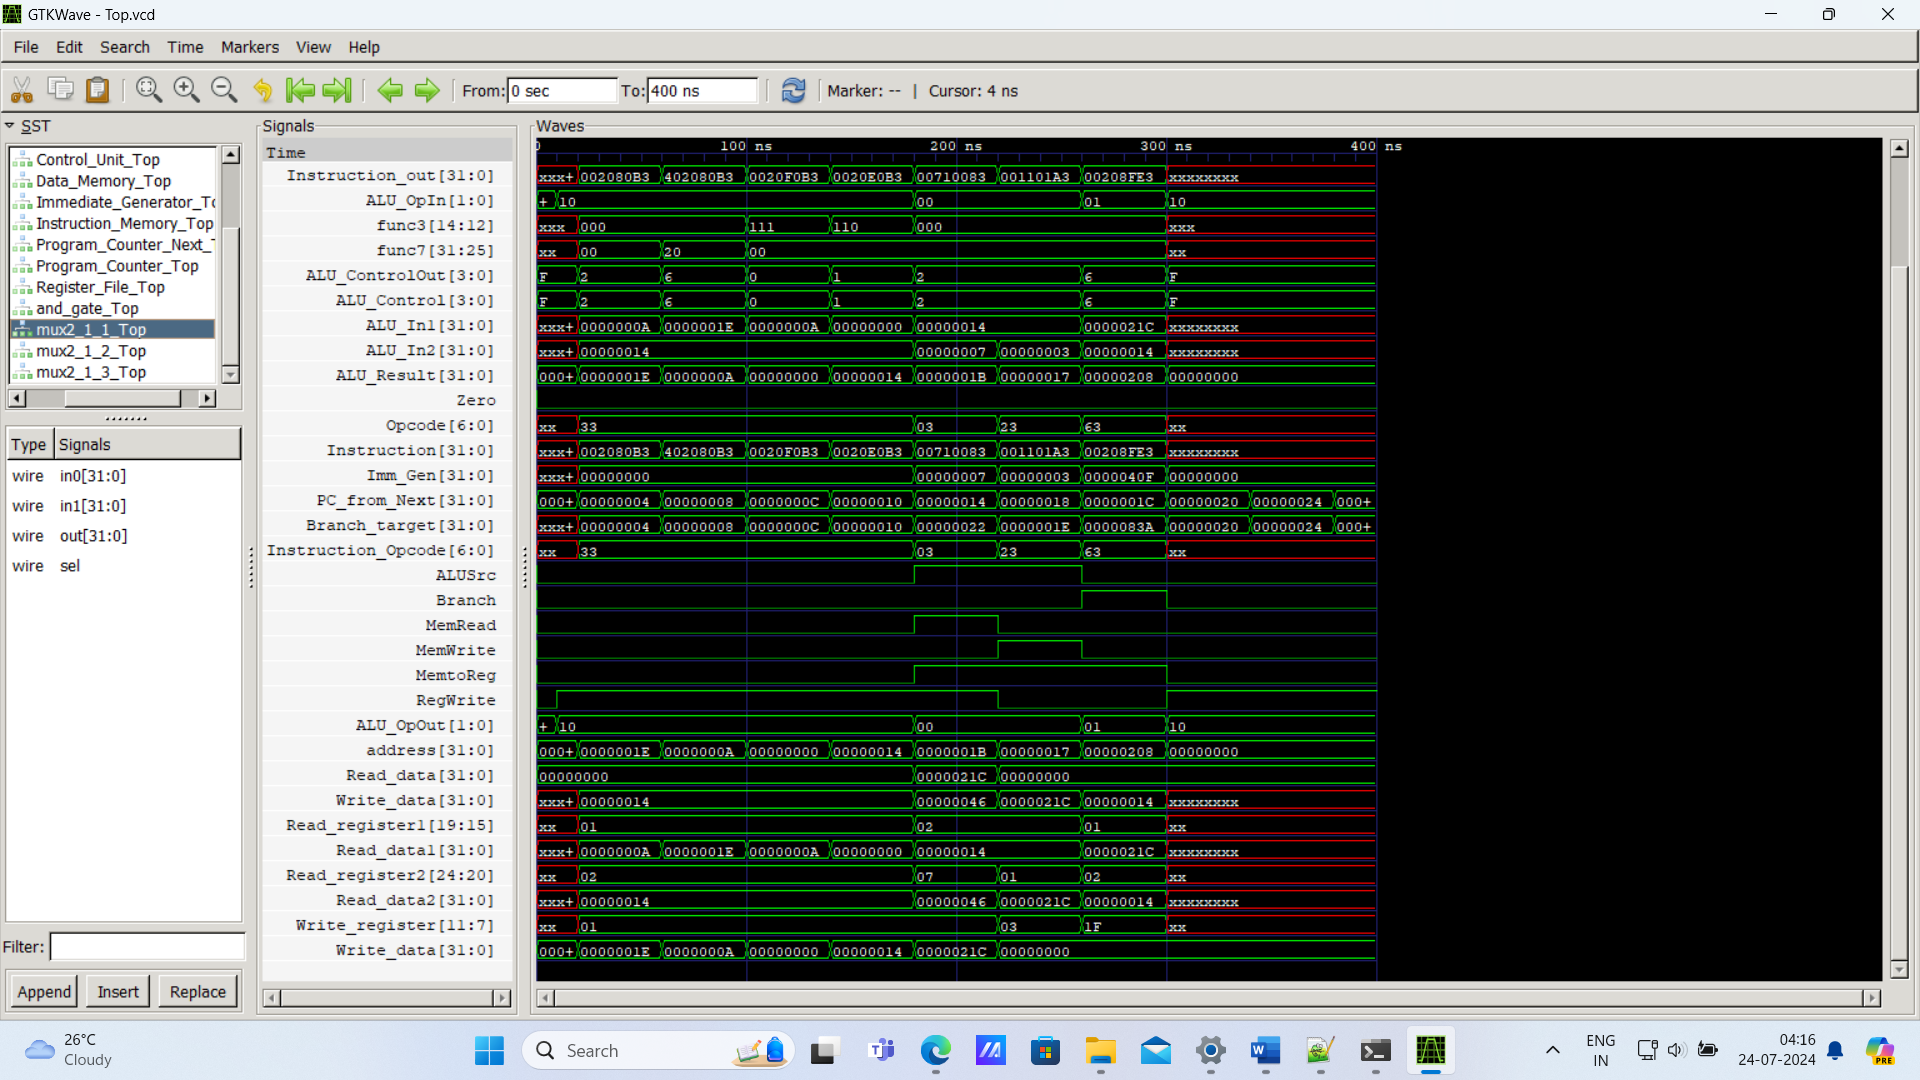 GTKWave - Top.vcd
File Edit Search Time Markers View Help
From: 0 sec To: 400 ns Marker: -- | Cursor: 4 ns
SST
Control_Unit_Top
Data_Memory_Top
Immediate_Generator_To
Instruction_Memory_Top
Program_Counter_Next_T
Program_Counter_Top
Register_File_Top
and_gate_Top
mux2_1_1_Top
mux2_1_2_Top
mux2_1_3_Top
Type Signals
wire in0[31:0]
wire in1[31:0]
wire out[31:0]
wire sel
Filter:
Append Insert Replace
Signals
Waves
Time 0 100 ns 200 ns 300 ns 400 ns
Instruction_out[31:0] xxx+ 002080B3 402080B3 0020F0B3 0020E0B3 00710083 001101A3 00208FE3 xxxxxxxx
ALU_OpIn[1:0] + 10 00 01 10
func3[14:12] xxx 000 111 110 000 xxx
func7[31:25] xx 00 20 00 xx
ALU_ControlOut[3:0] F 2 6 0 1 2 6 F
ALU_Control[3:0] F 2 6 0 1 2 6 F
ALU_In1[31:0] xxx+ 0000000A 0000001E 0000000A 00000000 00000014 0000021C xxxxxxxx
ALU_In2[31:0] xxx+ 00000014 00000007 00000003 00000014 xxxxxxxx
ALU_Result[31:0] 000+ 0000001E 0000000A 00000000 00000014 0000001B 00000017 00000208 00000000
Zero
Opcode[6:0] xx 33 03 23 63 xx
Instruction[31:0] xxx+ 002080B3 402080B3 0020F0B3 0020E0B3 00710083 001101A3 00208FE3 xxxxxxxx
Imm_Gen[31:0] xxx+ 00000000 00000007 00000003 0000040F 00000000
PC_from_Next[31:0] 000+ 00000004 00000008 0000000C 00000010 00000014 00000018 0000001C 00000020 00000024 000+
Branch_target[31:0] xxx+ 00000004 00000008 0000000C 00000010 00000022 0000001E 0000083A 00000020 00000024 000+
Instruction_Opcode[6:0] xx 33 03 23 63 xx
ALUSrc
Branch
MemRead
MemWrite
MemtoReg
RegWrite
ALU_OpOut[1:0] + 10 00 01 10
address[31:0] 000+ 0000001E 0000000A 00000000 00000014 0000001B 00000017 00000208 00000000
Read_data[31:0] 00000000 0000021C 00000000
Write_data[31:0] xxx+ 00000014 00000046 0000021C 00000014 xxxxxxxx
Read_register1[19:15] xx 01 02 01 xx
Read_data1[31:0] xxx+ 0000000A 0000001E 0000000A 00000000 00000014 0000021C xxxxxxxx
Read_register2[24:20] xx 02 07 01 02 xx
Read_data2[31:0] xxx+ 00000014 00000046 0000021C 00000014 xxxxxxxx
Write_register[11:7] xx 01 03 1F xx
Write_data[31:0] 000+ 0000001E 0000000A 00000000 00000014 0000021C 00000000
26°C
Cloudy
Search
ENG
IN
04:16
24-07-2024
PRE